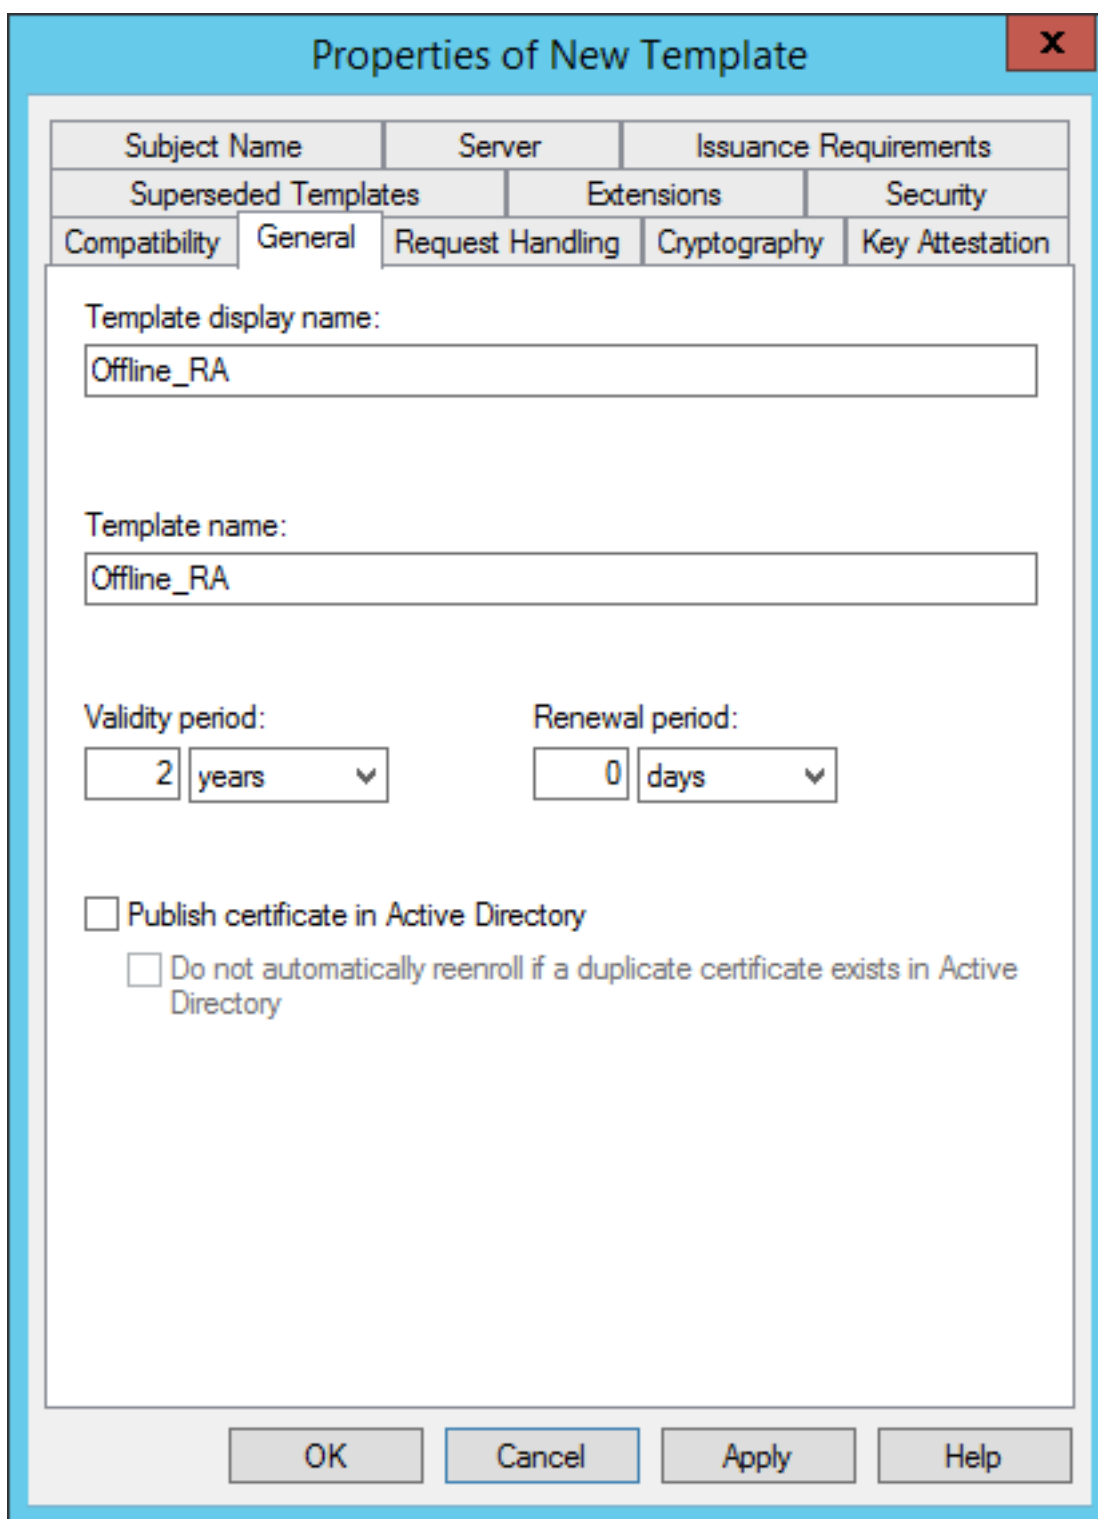 Properties of New Template
x
Subject Name Server Issuance Requirements
Superseded Templates Extensions Security
Compatibility General Request Handling Cryptography Key Attestation
Template display name:
Offline_RA
Template name:
Offline_RA
Validity period: Renewal period:
2 years 0 days
Publish certificate in Active Directory
Do not automatically reenroll if a duplicate certificate exists in Active
Directory
OK Cancel Apply Help